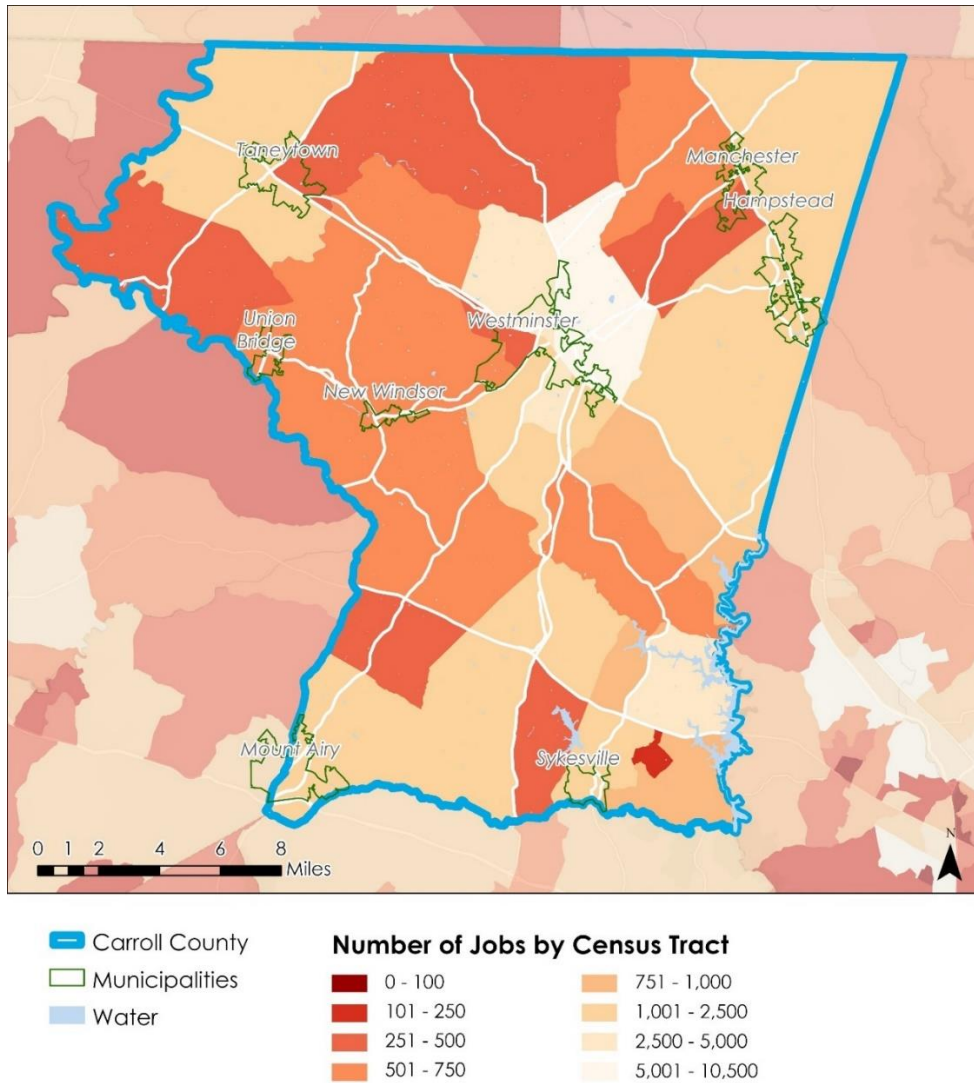 Taneytown
Manchester
Hampstead
Union
Bridge
Westminster
New Windsor
Mount Airy
Sykesville
0 1 2 4 6 8
Miles
N
Carroll County
Municipalities
Water
Number of Jobs by Census Tract
0 - 100
101 - 250
251 - 500
501 - 750
751 - 1,000
1,001 - 2,500
2,500 - 5,000
5,001 - 10,500